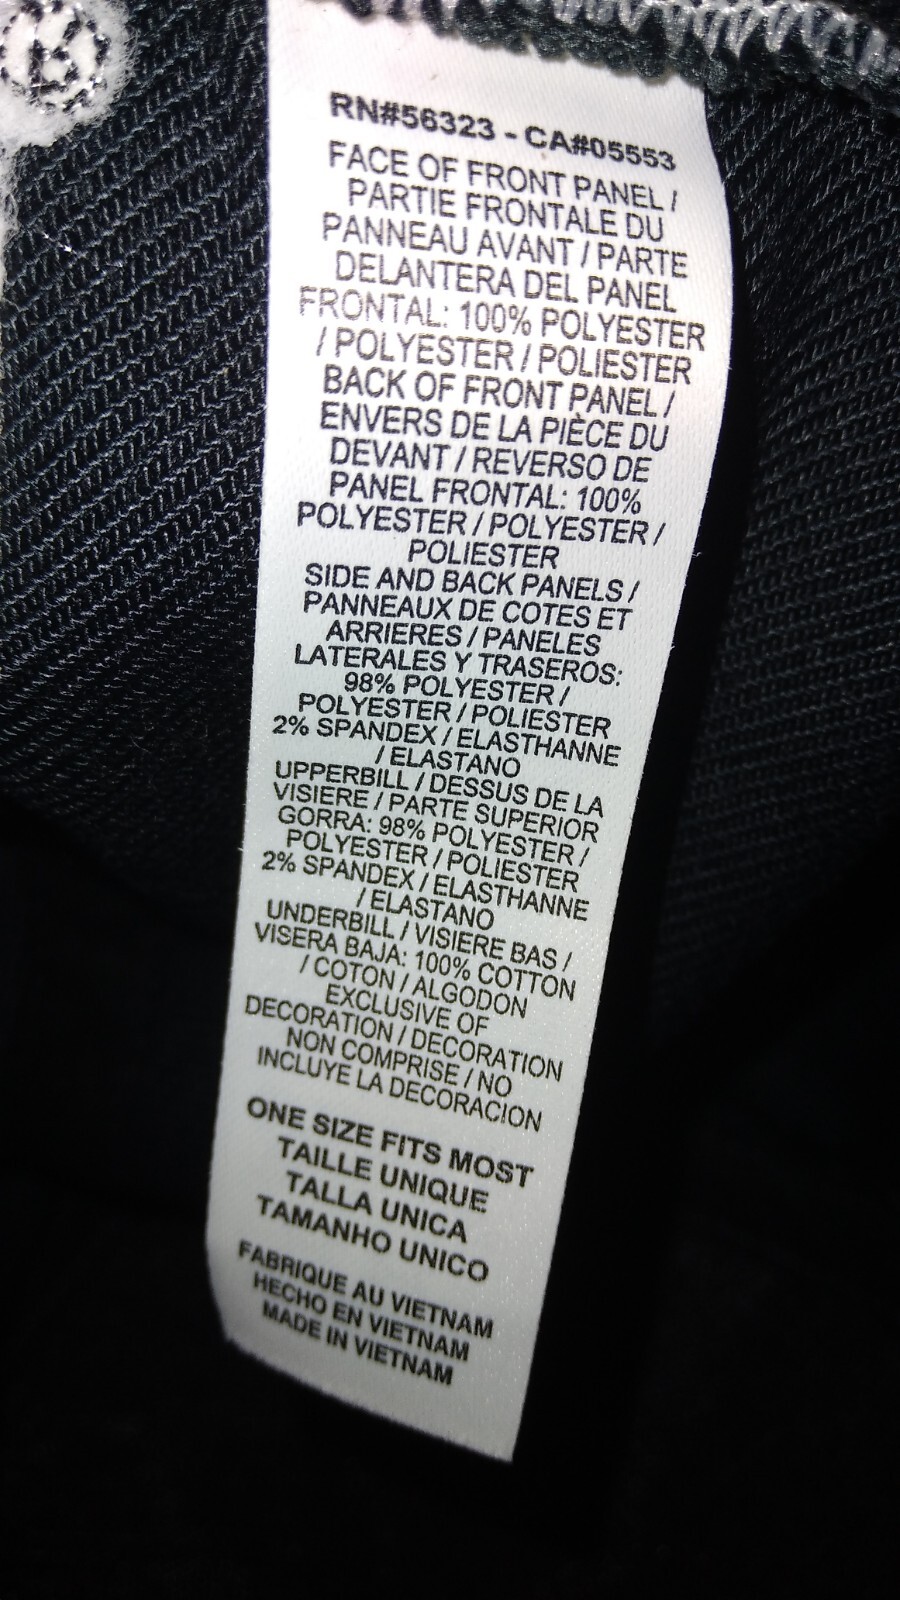 RN#56323 - CA#05553
FACE OF FRONT PANEL /
PARTIE FRONTALE DU
PANNEAU AVANT / PARTE
DELANTERA DEL PANEL
FRONTAL: 100% POLYESTER
/ POLYESTER / POLIESTER
BACK OF FRONT PANEL /
ENVERS DE LA PIÈCE DU
DEVANT / REVERSO DE
PANEL FRONTAL: 100%
POLYESTER / POLYESTER /
POLIESTER
SIDE AND BACK PANELS /
PANNEAUX DE COTES ET
ARRIERES / PANELES
LATERALES Y TRASEROS:
98% POLYESTER /
POLYESTER / POLIESTER
2% SPANDEX / ELASTHANNE
/ ELASTANO
UPPERBILL / DESSUS DE LA
VISIERE / PARTE SUPERIOR
GORRA: 98% POLYESTER /
POLYESTER / POLIESTER
2% SPANDEX / ELASTHANNE
/ ELASTANO
UNDERBILL / VISIERE BAS /
VISERA BAJA: 100% COTTON
/ COTON / ALGODON
EXCLUSIVE OF
DECORATION / DECORATION
NON COMPRISE / NO
INCLUYE LA DECORACION
ONE SIZE FITS MOST
TAILLE UNIQUE
TALLA UNICA
TAMANHO UNICO
FABRIQUE AU VIETNAM
HECHO EN VIETNAM
MADE IN VIETNAM